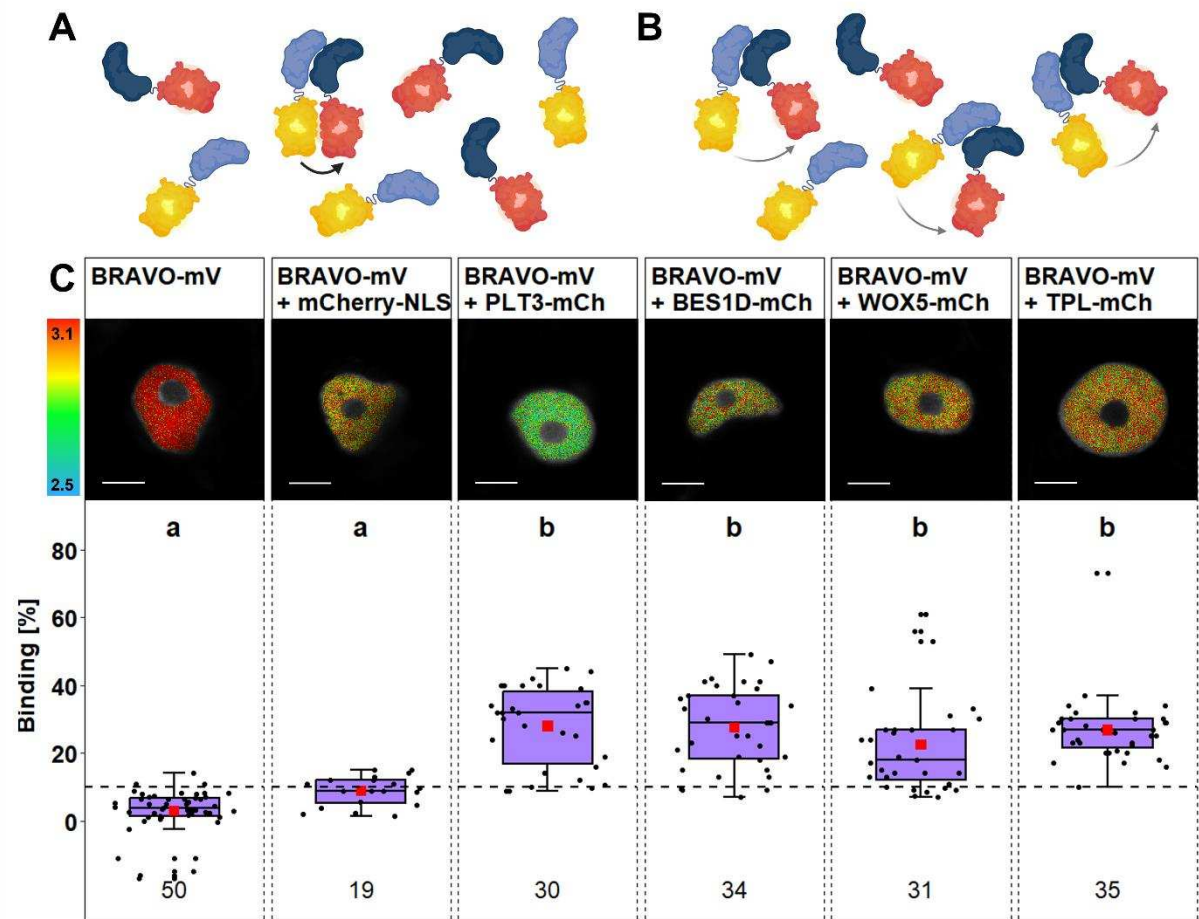 A
B
C
BRAVO-mV
BRAVO-mV
+ mCherry-NLS
BRAVO-mV
+ PLT3-mCh
BRAVO-mV
+ BES1D-mCh
BRAVO-mV
+ WOX5-mCh
BRAVO-mV
+ TPL-mCh
3.1
2.5
a
a
b
b
b
b
Binding [%]
80
60
40
20
0
50
19
30
34
31
35